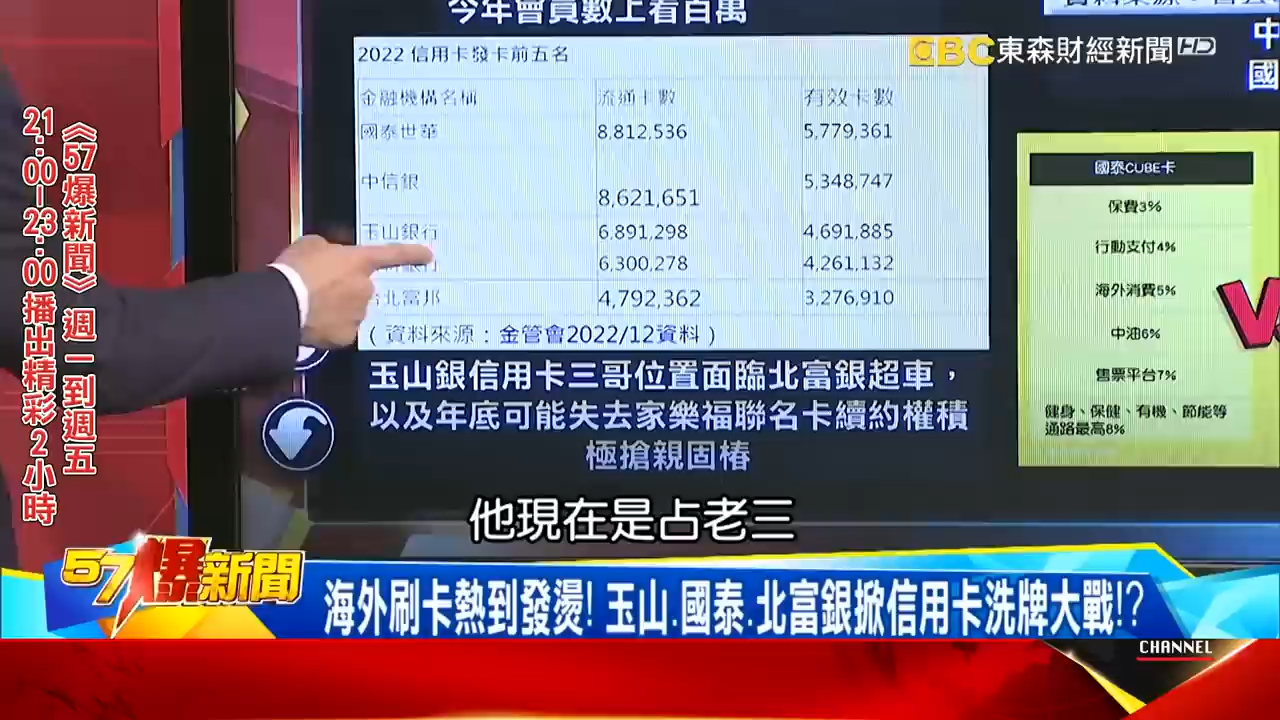 今年會員數上看百萬
EBC東森財經新聞HD
中
國
2022 信用卡發卡前五名
金融機構名稱 流通卡數 有效卡數
國泰世華 8,812,536 5,779,361
中信銀 8,621,651 5,348,747
玉山銀行 6,891,298 4,691,885
6,300,278 4,261,132
台北富邦 4,792,362 3,276,910
(資料來源:金管會2022/12資料)
玉山銀信用卡三哥位置面臨北富銀超車,
以及年底可能失去家樂福聯名卡續約權積
極搶親固樁
國泰CUBE卡
保費3%
行動支付4%
海外消費5%
中油6%
售票平台7%
健身、保健、有機、節能等
通路最高8%
《57爆新聞》週一到週五
21:00-23:00播出精彩2小時
他現在是占老三
57爆新聞
海外刷卡熱到發燙!玉山.國泰.北富銀掀信用卡洗牌大戰!?
CHANNEL